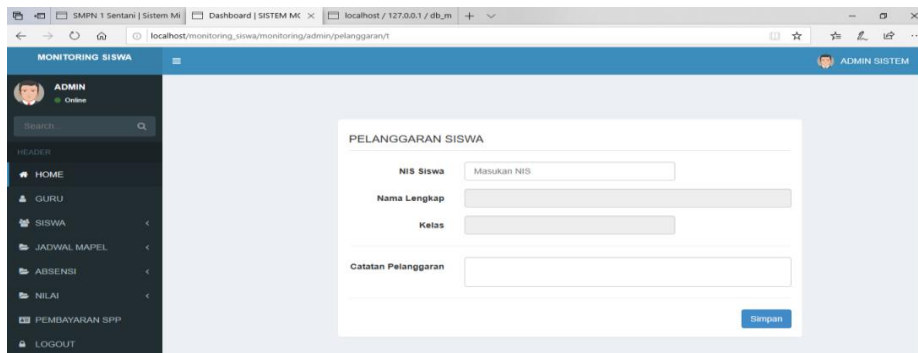 SMPN 1 Sentani | Sistem Mi
Dashboard | SISTEM MC
localhost / 127.0.0.1 / db_m
localhost/monitoring_siswa/monitoring/admin/pelanggaran/t
MONITORING SISWA
ADMIN SISTEM
ADMIN
Online
Search...
HEADER
HOME
GURU
SISWA
JADWAL MAPEL
ABSENSI
NILAI
PEMBAYARAN SPP
LOGOUT
PELANGGARAN SISWA
NIS Siswa
Masukan NIS
Nama Lengkap
Kelas
Catatan Pelanggaran
Simpan